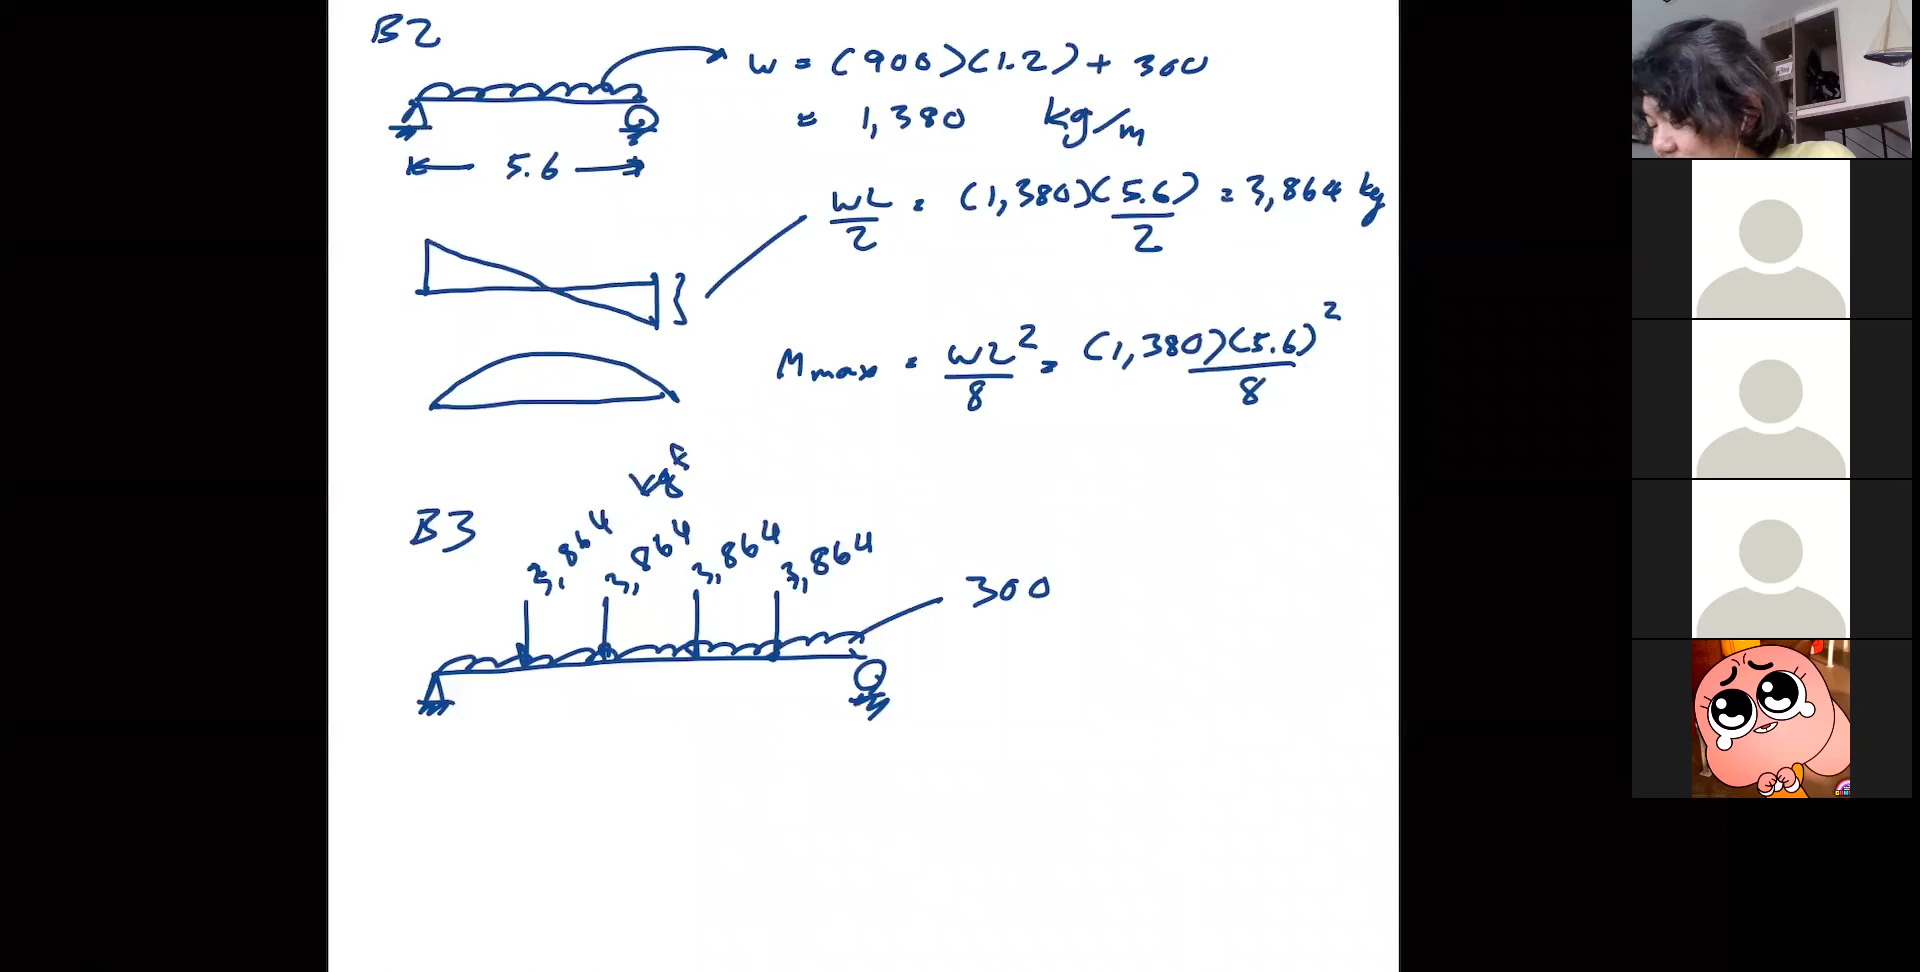 B2
w = (900)(1.2) + 300
= 1,380 kg/m
5.6
wL/2 = (1,380)(5.6)/2 = 3,864 kg
M max = wL²/8 = (1,380)(5.6)²/8
B3
3,864 3,864 3,864 3,864
300